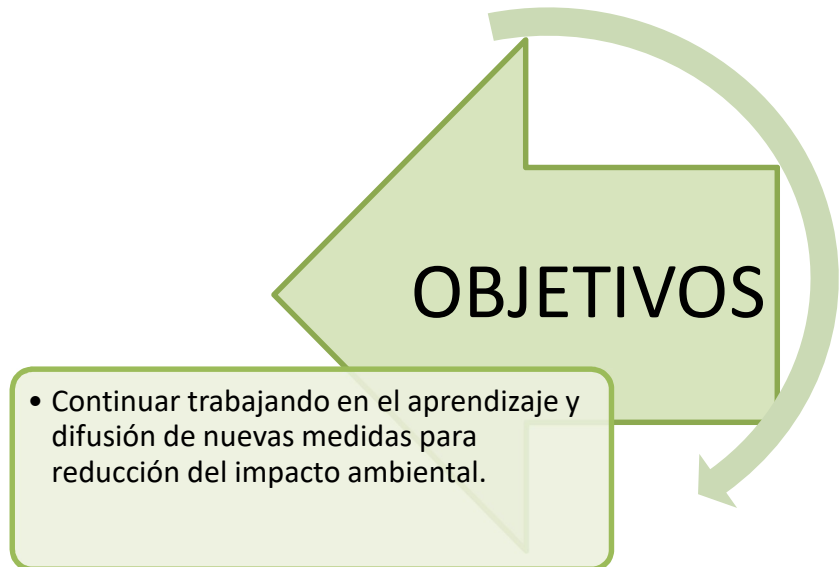 OBJETIVOS
• Continuar trabajando en el aprendizaje y
difusión de nuevas medidas para
reducción del impacto ambiental.